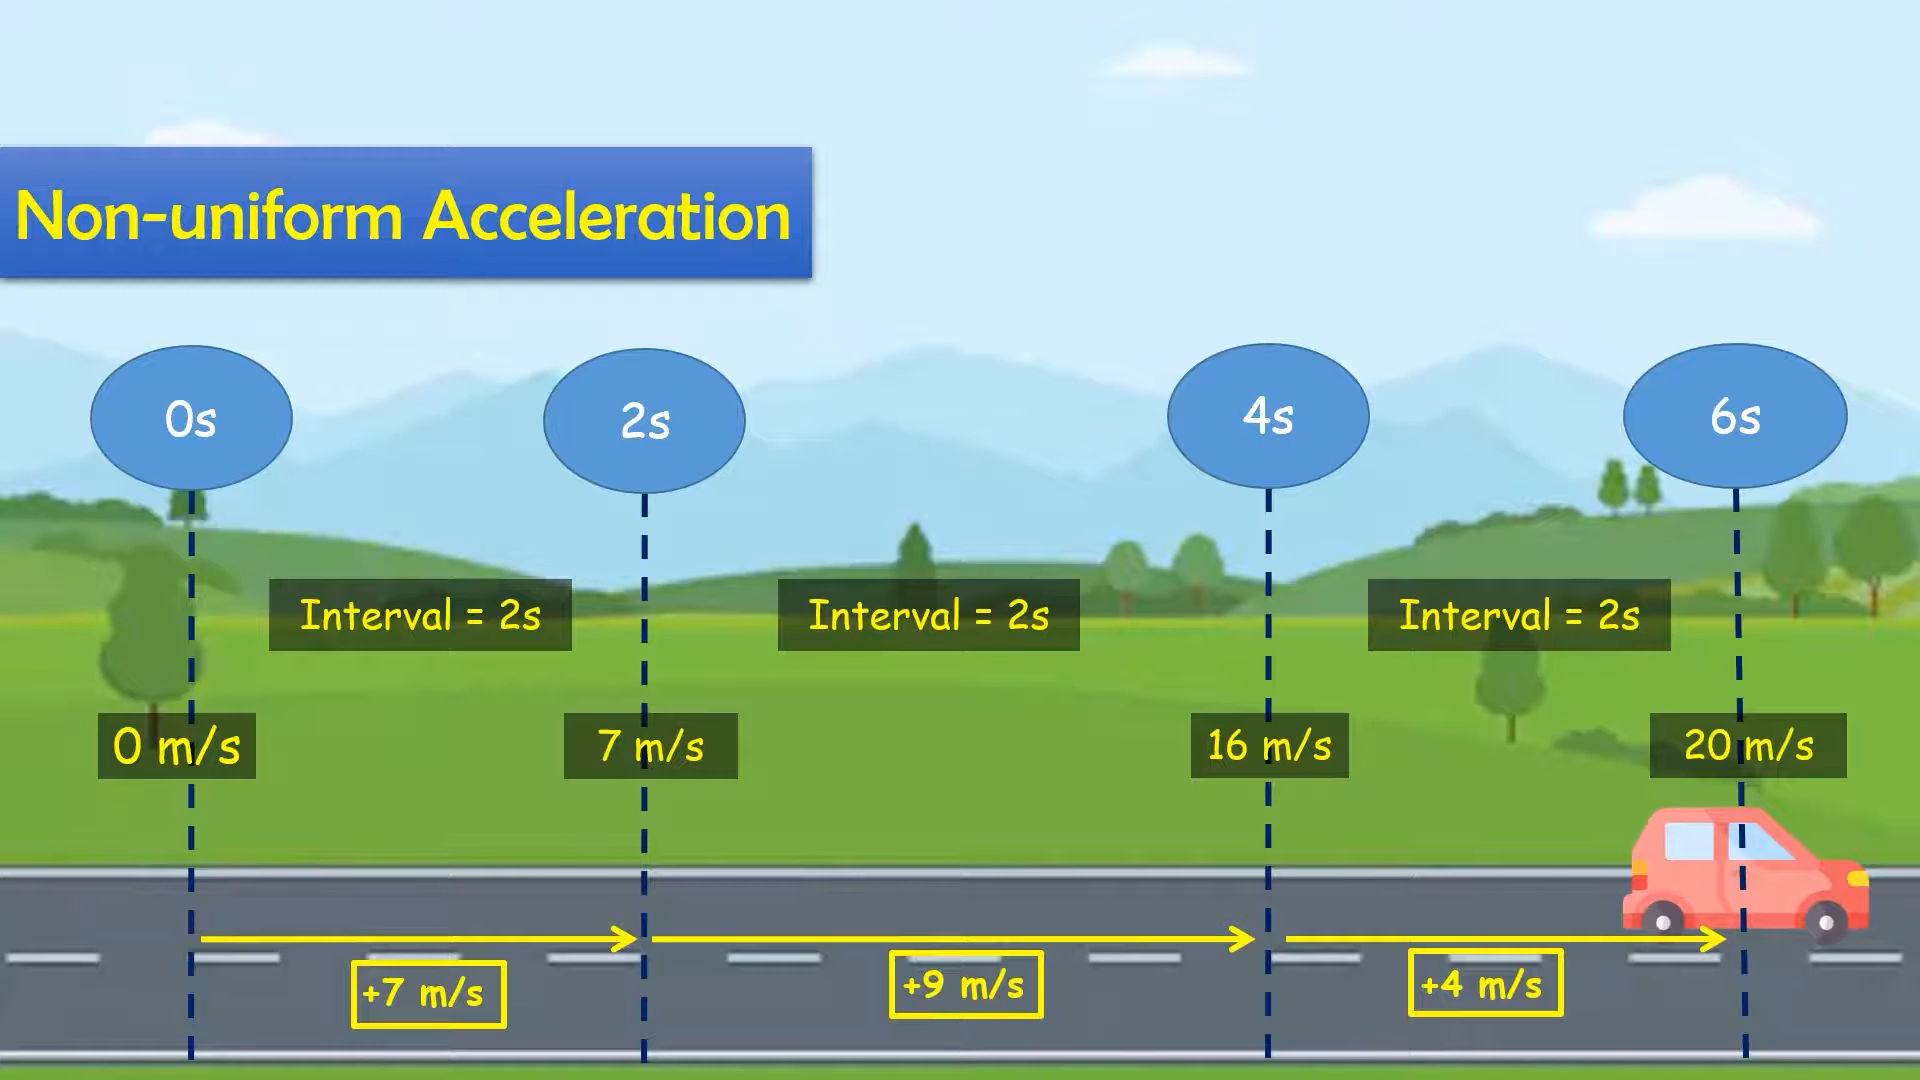 Non-uniform Acceleration
0s
2s
4s
6s
Interval = 2s
Interval = 2s
Interval = 2s
0 m/s
7 m/s
16 m/s
20 m/s
+7 m/s
+9 m/s
+4 m/s